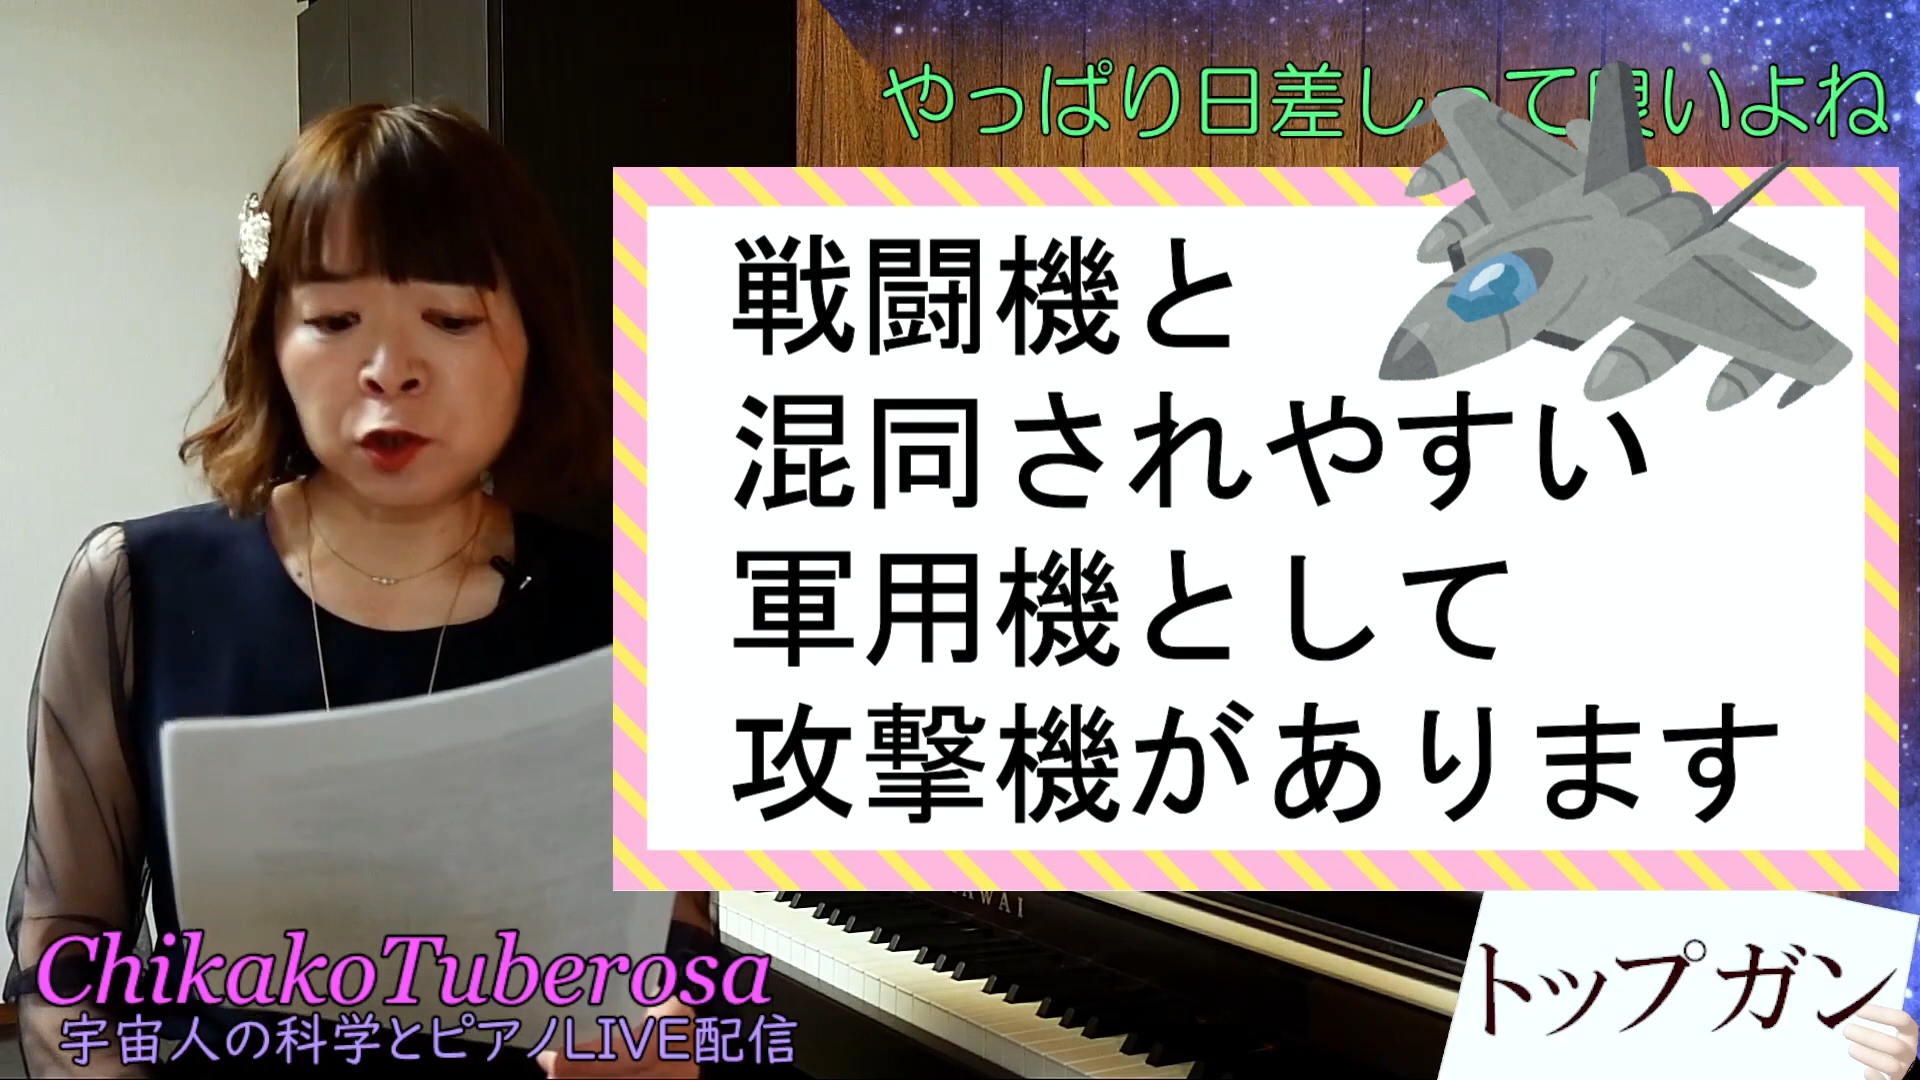 やっぱり日差しって良いよね
戦闘機と
混同されやすい
軍用機として
攻撃機があります
KAWAI
トップガン
ChikakoTuberosa
宇宙人の科学とピアノLIVE配信